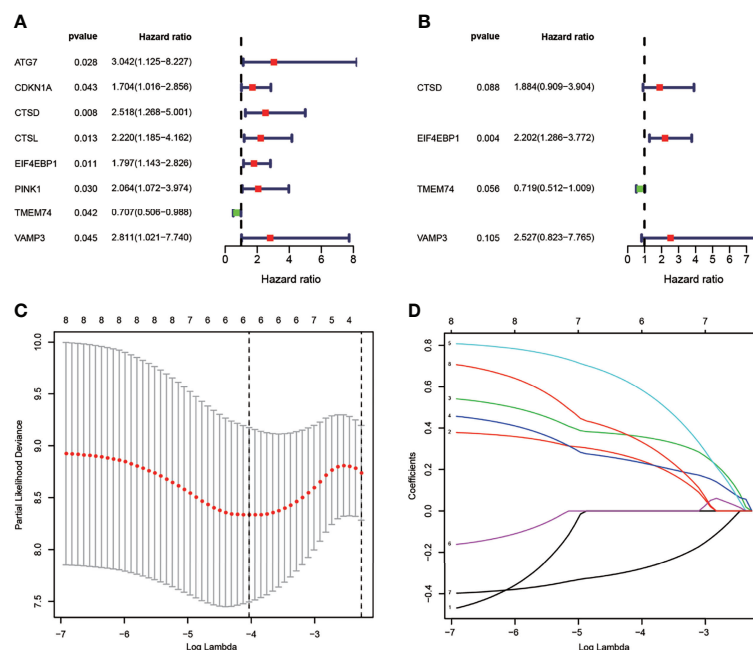 A
pvalue Hazard ratio
ATG7 0.028 3.042(1.125−8.227)
CDKN1A 0.043 1.704(1.016−2.856)
CTSD 0.008 2.518(1.268−5.001)
CTSL 0.013 2.220(1.185−4.162)
EIF4EBP1 0.011 1.797(1.143−2.826)
PINK1 0.030 2.064(1.072−3.974)
TMEM74 0.042 0.707(0.506−0.988)
VAMP3 0.045 2.811(1.021−7.740)
0 2 4 6 8
Hazard ratio
B
pvalue Hazard ratio
CTSD 0.088 1.884(0.909−3.904)
EIF4EBP1 0.004 2.202(1.286−3.772)
TMEM74 0.056 0.719(0.512−1.009)
VAMP3 0.105 2.527(0.823−7.765)
0 1 2 3 4 5 6 7
Hazard ratio
C
8 8 8 8 8 8 7 6 6 6 6 6 7 5 4
10.0
9.5
9.0
8.5
8.0
7.5
Partial Likelihood Deviance
−7 −6 −5 −4 −3
Log Lambda
D
8 8 7 6 7
0.8
0.6
0.4
0.2
0.0
−0.2
−0.4
Coefficients
5
8
3
4
2
6
7
1
−7 −6 −5 −4 −3
Log Lambda